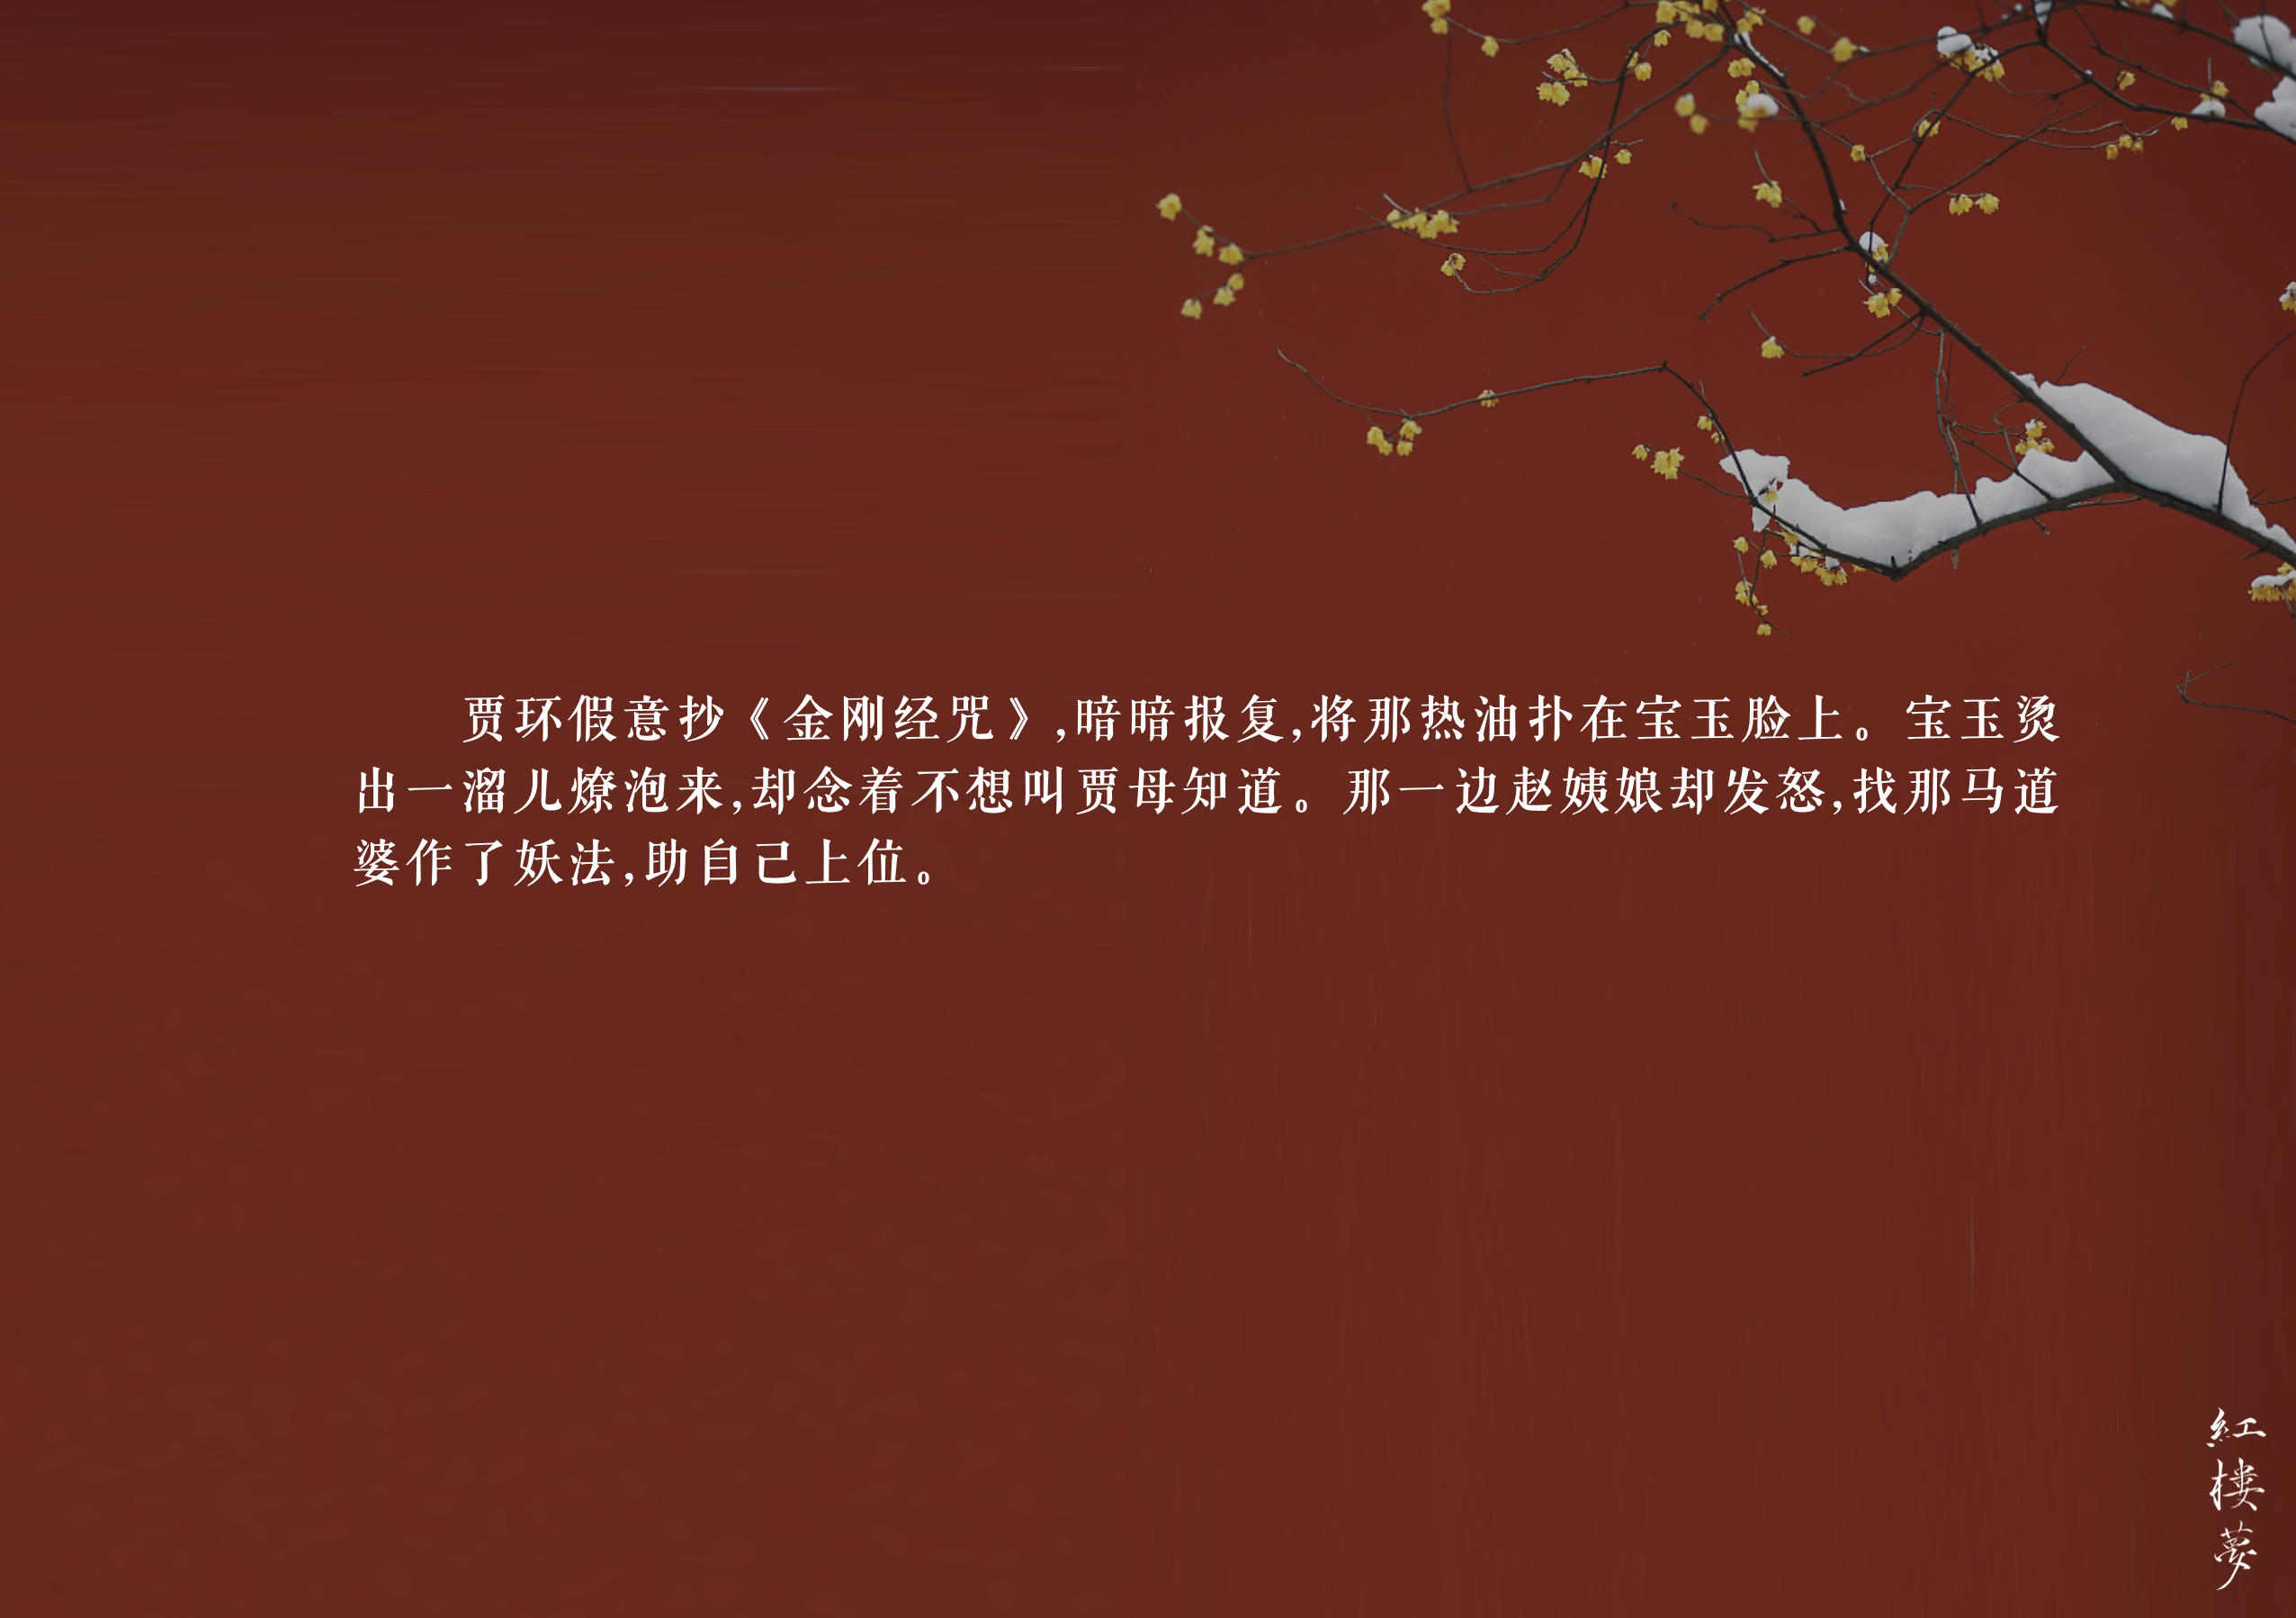 贾环假意抄《金刚经咒》,暗暗报复,将那热油扑在宝玉脸上。宝玉烫
出一溜儿燎泡来,却念着不想叫贾母知道。那一边赵姨娘却发怒,找那马道
婆作了妖法,助自己上位。
紅
楼
夢